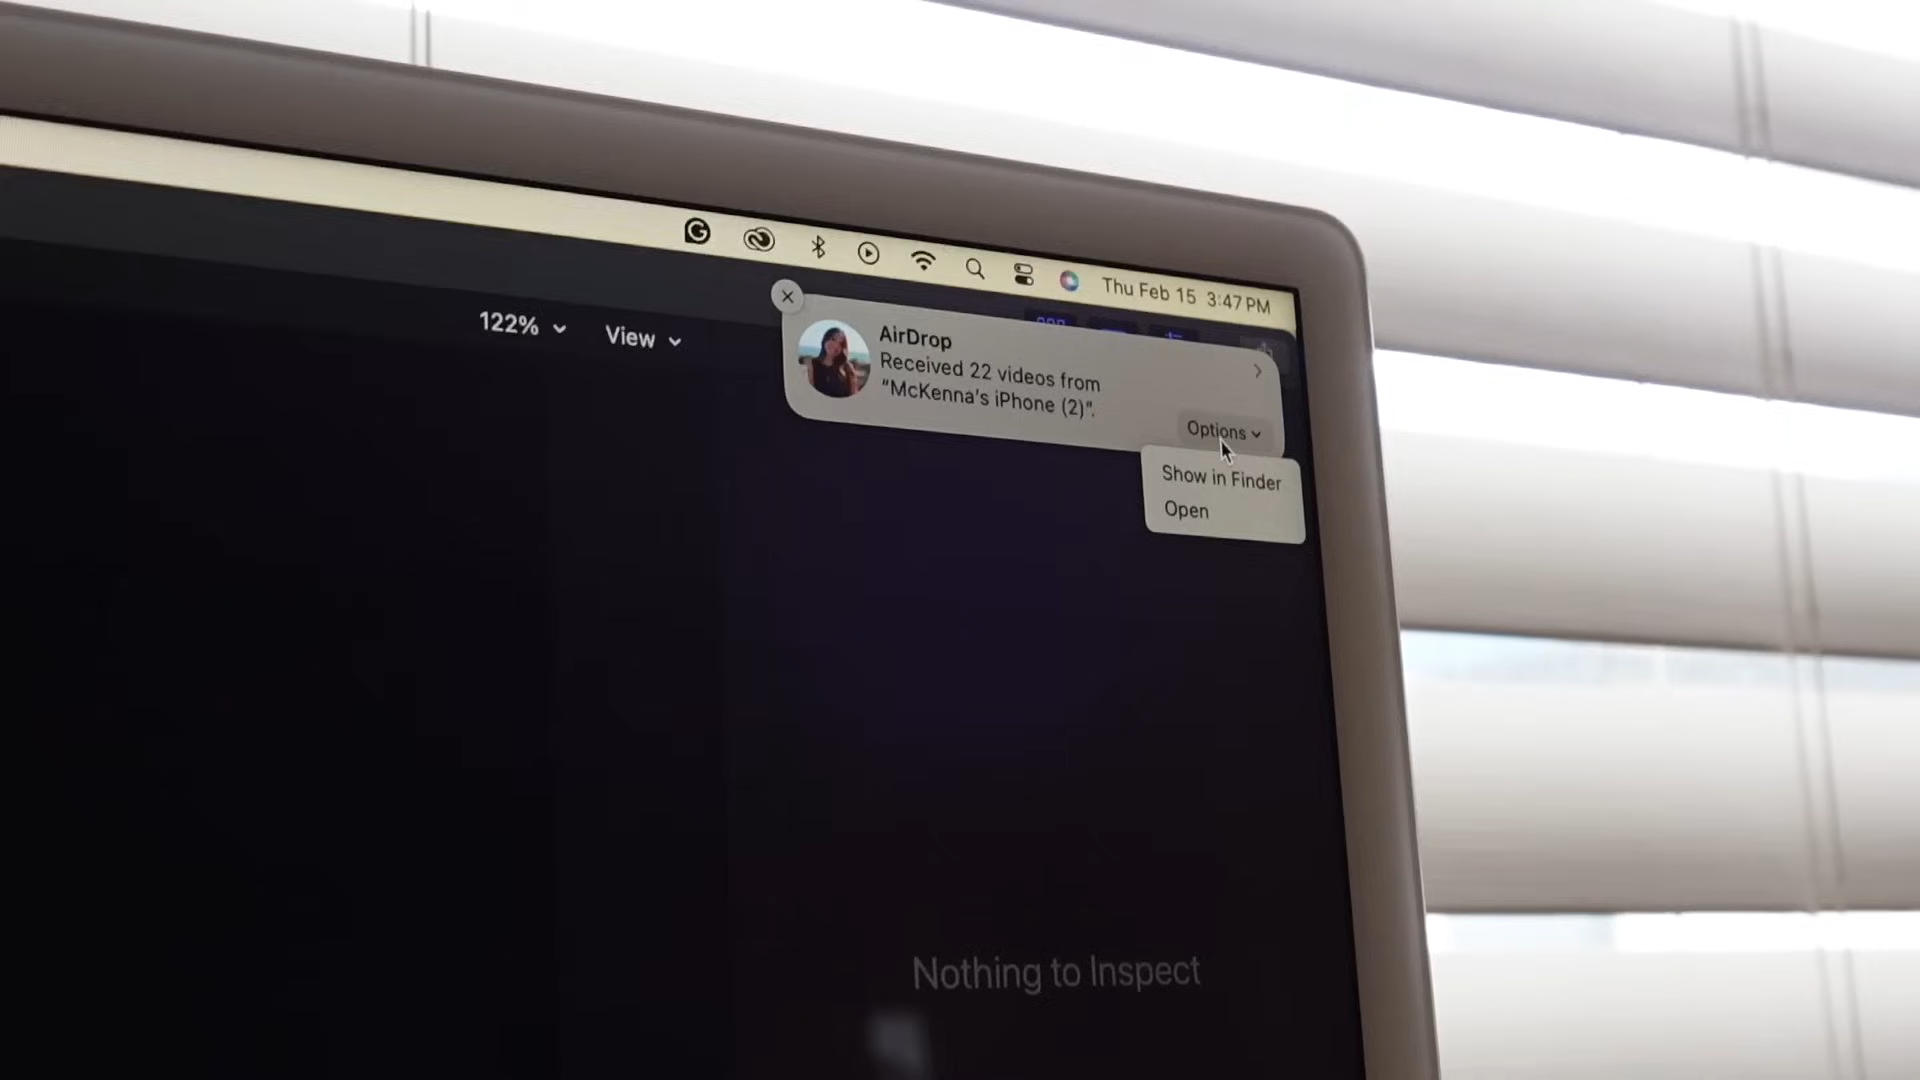 Thu Feb 15 3:47 PM
122%
View
AirDrop
Received 22 videos from
“McKenna’s iPhone (2)”.
Options
Show in Finder
Open
Nothing to Inspect